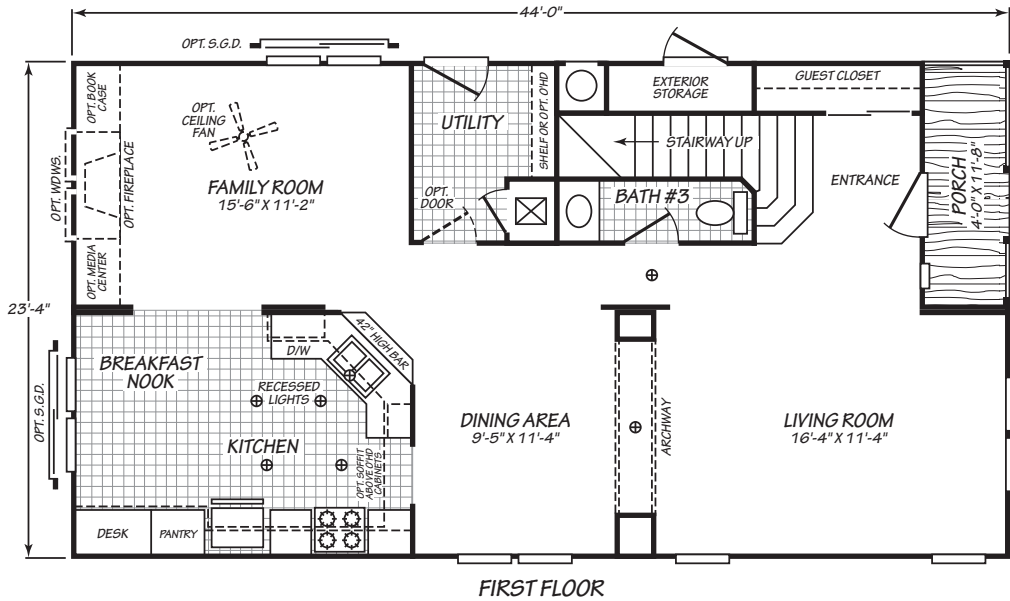 44'-0"
OPT. S.G.D.
OPT. BOOK
CASE
OPT.
CEILING
FAN
UTILITY
SHELF OR OPT. O'HD
EXTERIOR
STORAGE
GUEST CLOSET
STAIRWAY UP
OPT. WDWS.
OPT. FIREPLACE
FAMILY ROOM
15'-6" X 11'-2"
OPT.
DOOR
BATH #3
ENTRANCE
PORCH
4'-0" X 11'-8"
OPT. MEDIA
CENTER
23'-4"
42" HIGH BAR
D/W
BREAKFAST
NOOK
RECESSED
LIGHTS
OPT. S.G.D.
KITCHEN
OPT. SOFFIT
ABOVE O'HD
CABINETS
DINING AREA
9'-5" X 11'-4"
ARCHWAY
LIVING ROOM
16'-4" X 11'-4"
DESK
PANTRY
FIRST FLOOR